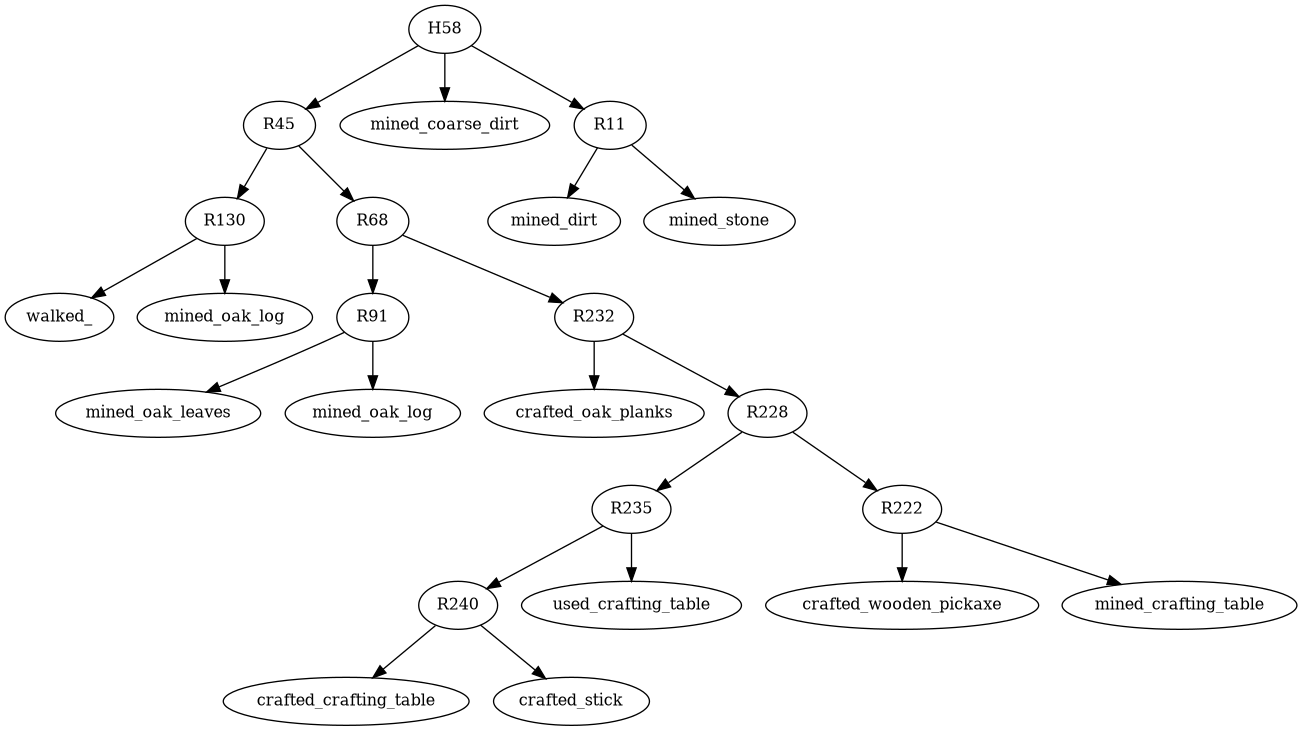 H58
R45
mined_coarse_dirt
R11
R130
R68
mined_dirt
mined_stone
walked_
mined_oak_log
R91
R232
mined_oak_leaves
mined_oak_log
crafted_oak_planks
R228
R235
R222
R240
used_crafting_table
crafted_wooden_pickaxe
mined_crafting_table
crafted_crafting_table
crafted_stick